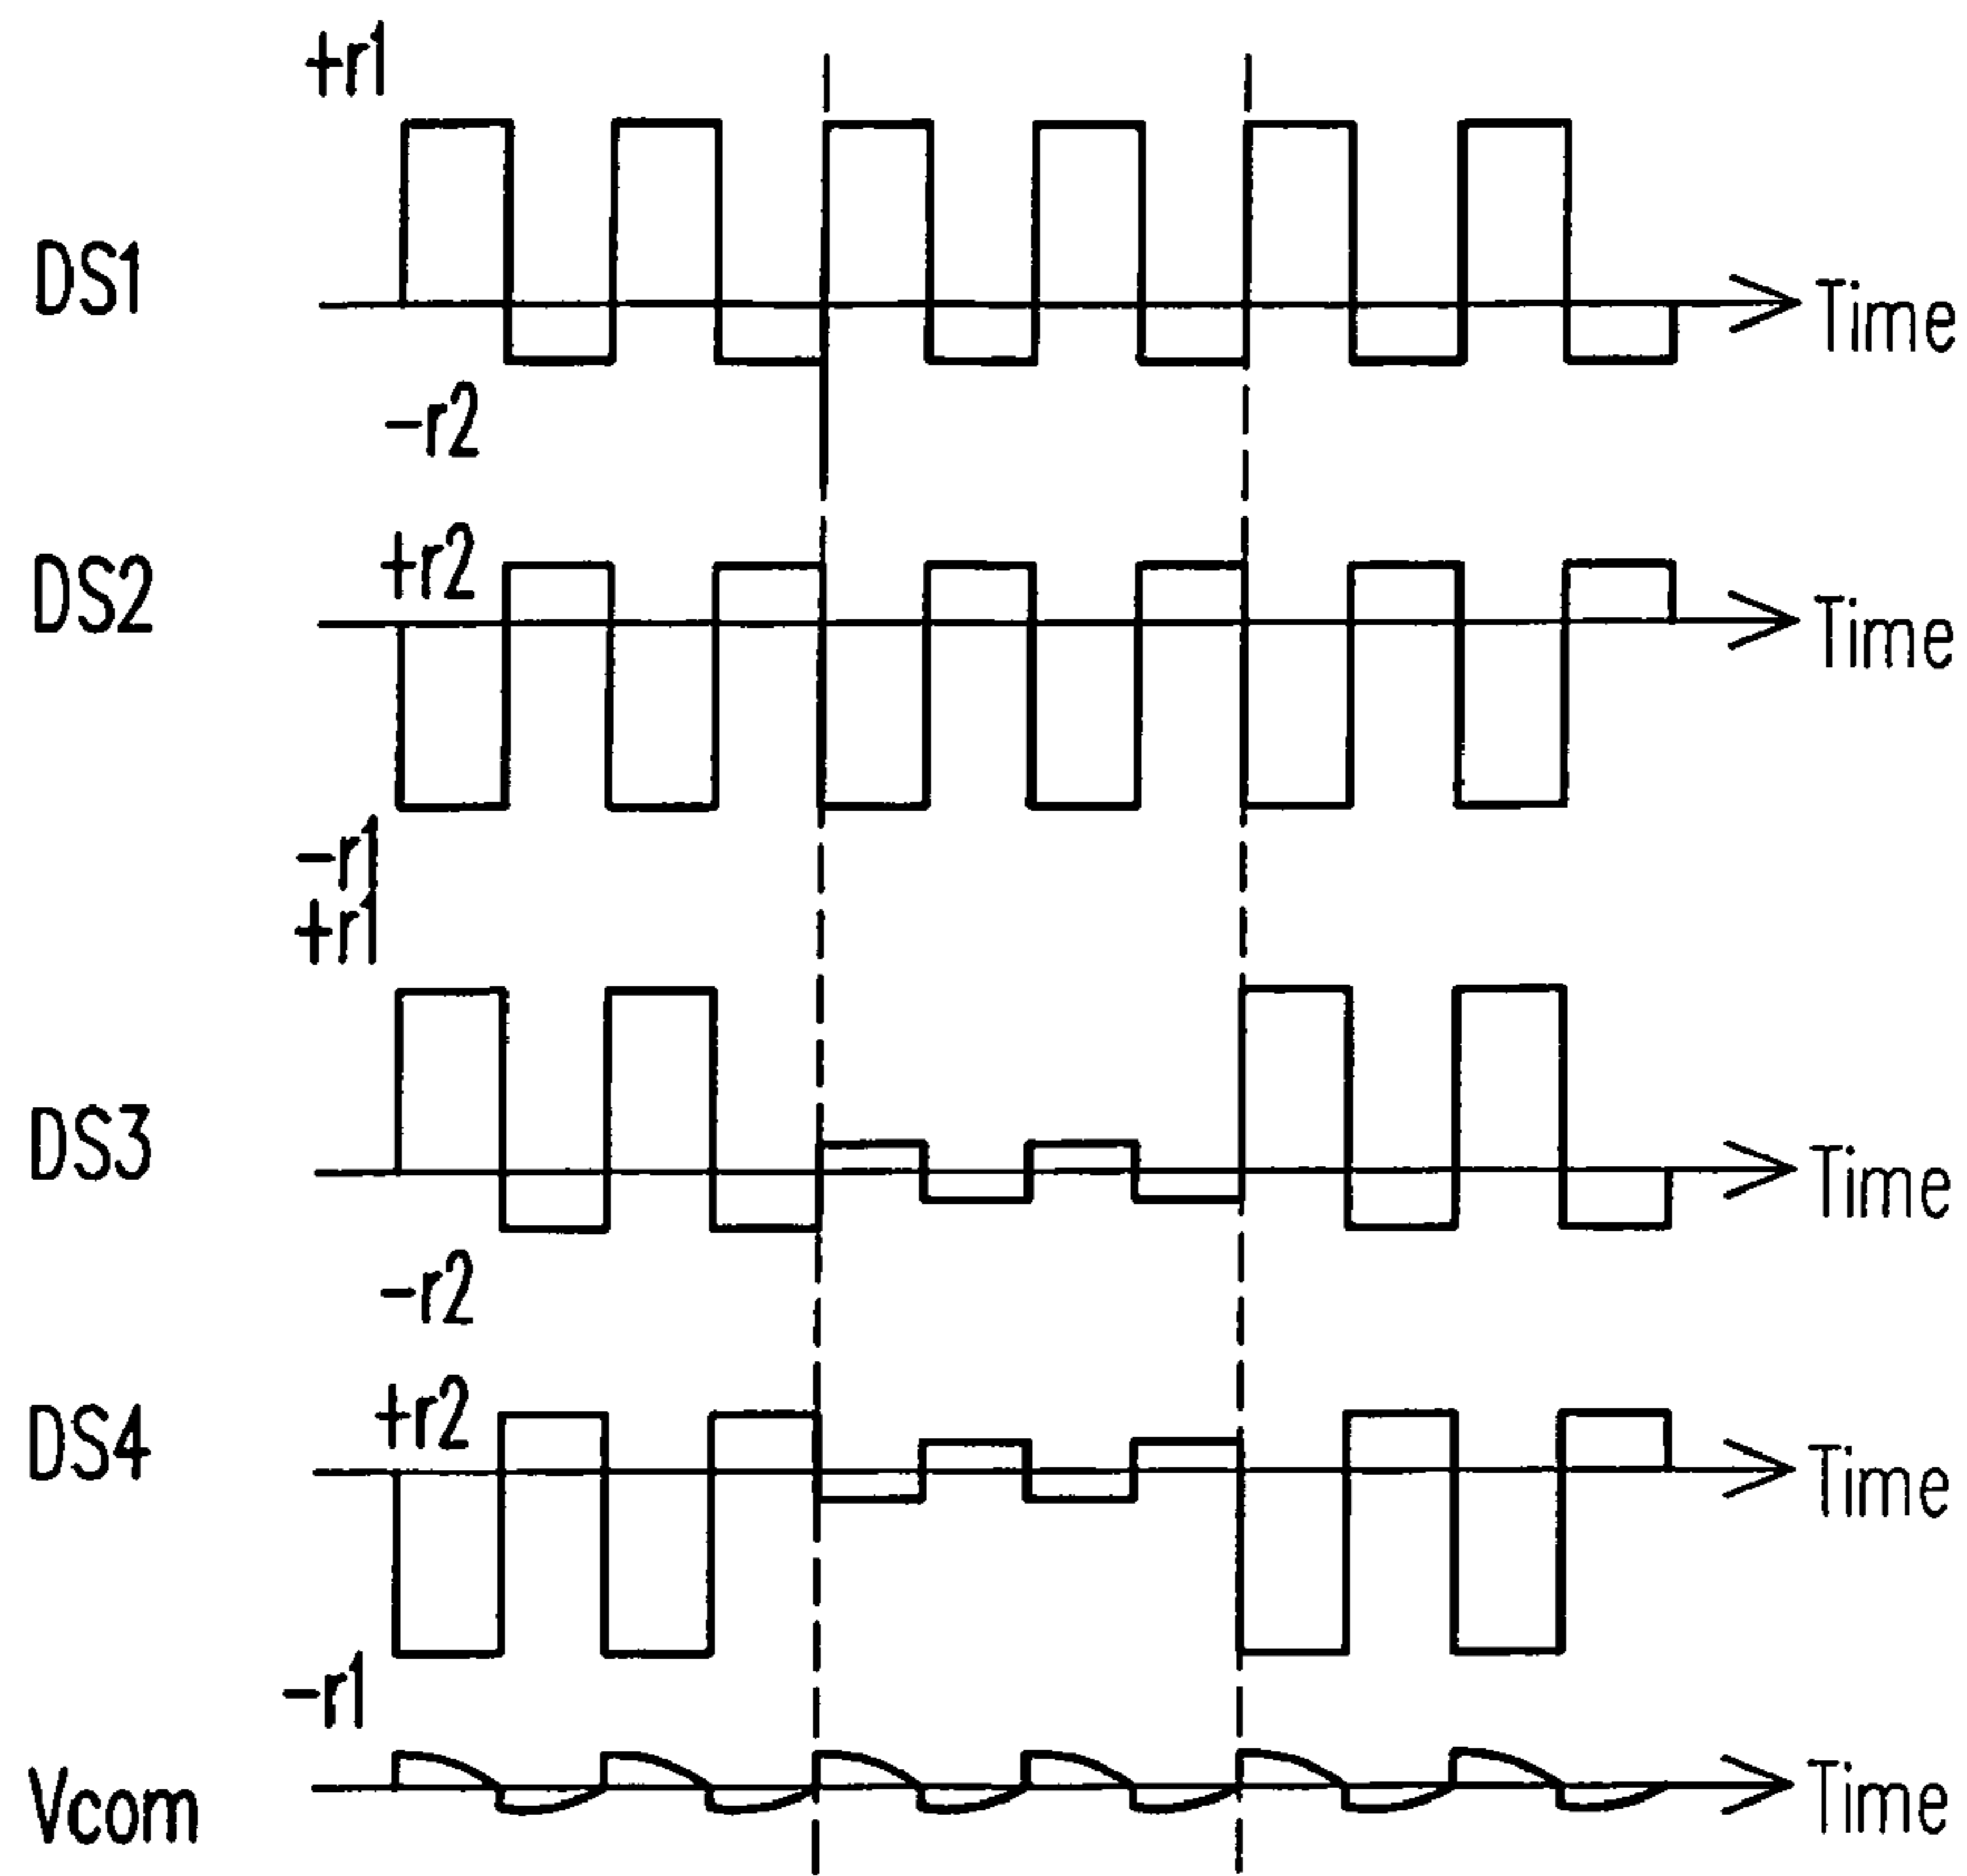 +r1
DS1
Time
-r2
DS2
+r2
Time
-r1
+r1
DS3
Time
-r2
DS4
+r2
Time
-r1
Vcom
Time